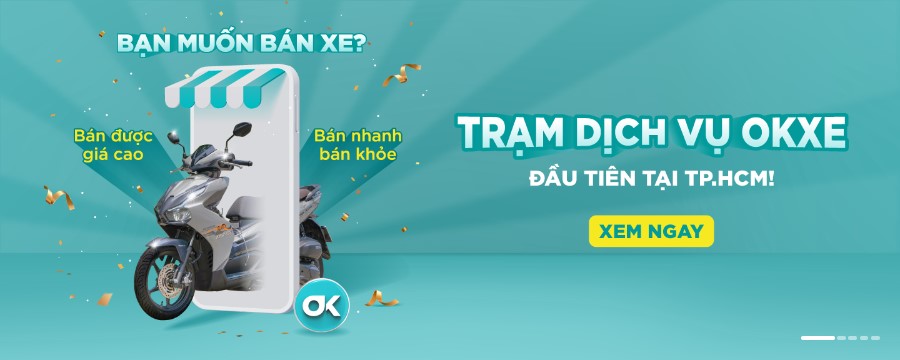 BẠN MUỐN BÁN XE?
Bán được
giá cao
Bán nhanh
bán khỏe
OK
TRẠM DỊCH VỤ OKXE
ĐẦU TIÊN TẠI TP.HCM!
XEM NGAY